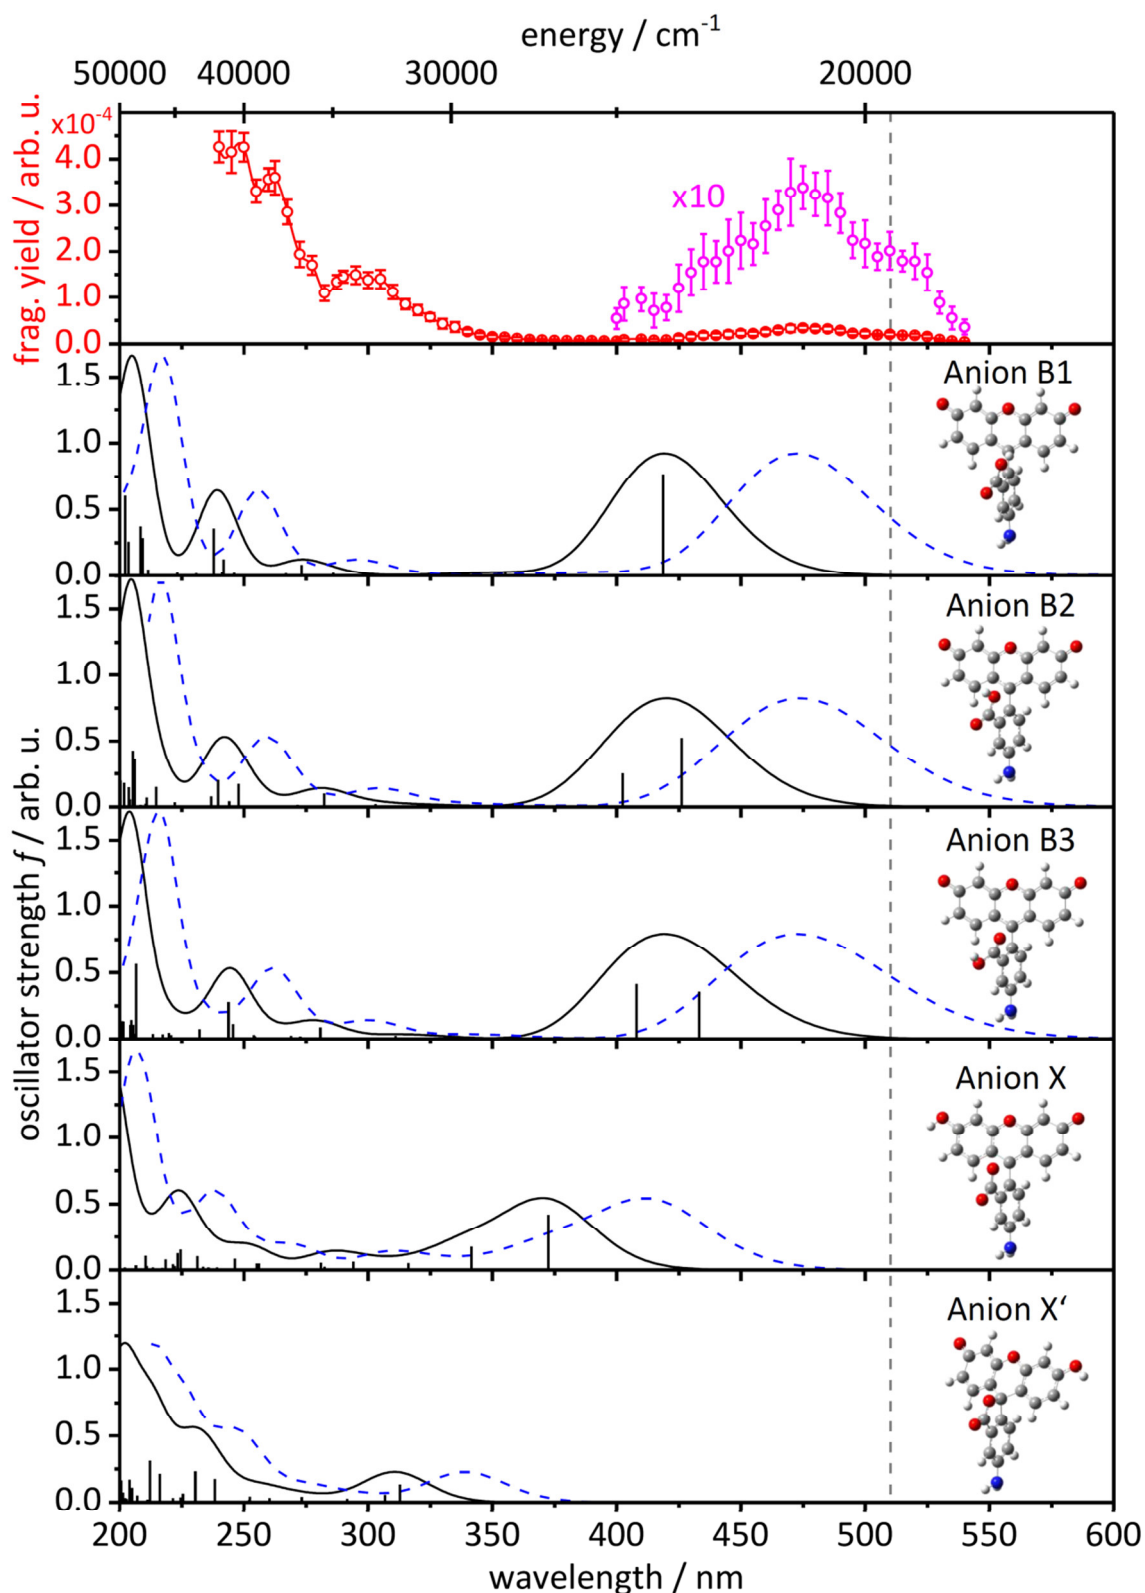 energy / cm⁻¹
50000 40000 30000 20000
x10⁻⁴
4.0
3.0
2.0
1.0
0.0
frag. yield / arb. u.
x10
Anion B1
1.5
1.0
0.5
0.0
Anion B2
1.5
1.0
0.5
0.0
Anion B3
1.5
1.0
0.5
0.0
oscillator strength f / arb. u.
Anion X
1.5
1.0
0.5
0.0
Anion X‘
1.5
1.0
0.5
0.0
200 250 300 350 400 450 500 550 600
wavelength / nm